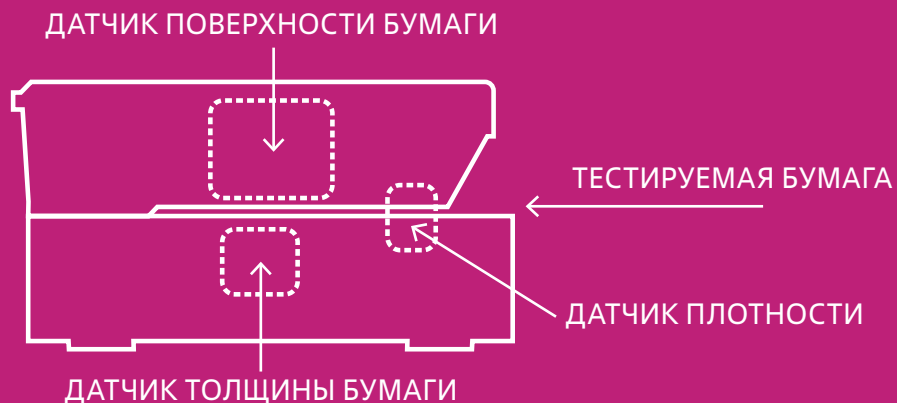 ДАТЧИК ПОВЕРХНОСТИ БУМАГИ
ТЕСТИРУЕМАЯ БУМАГА
ДАТЧИК ПЛОТНОСТИ
ДАТЧИК ТОЛЩИНЫ БУМАГИ